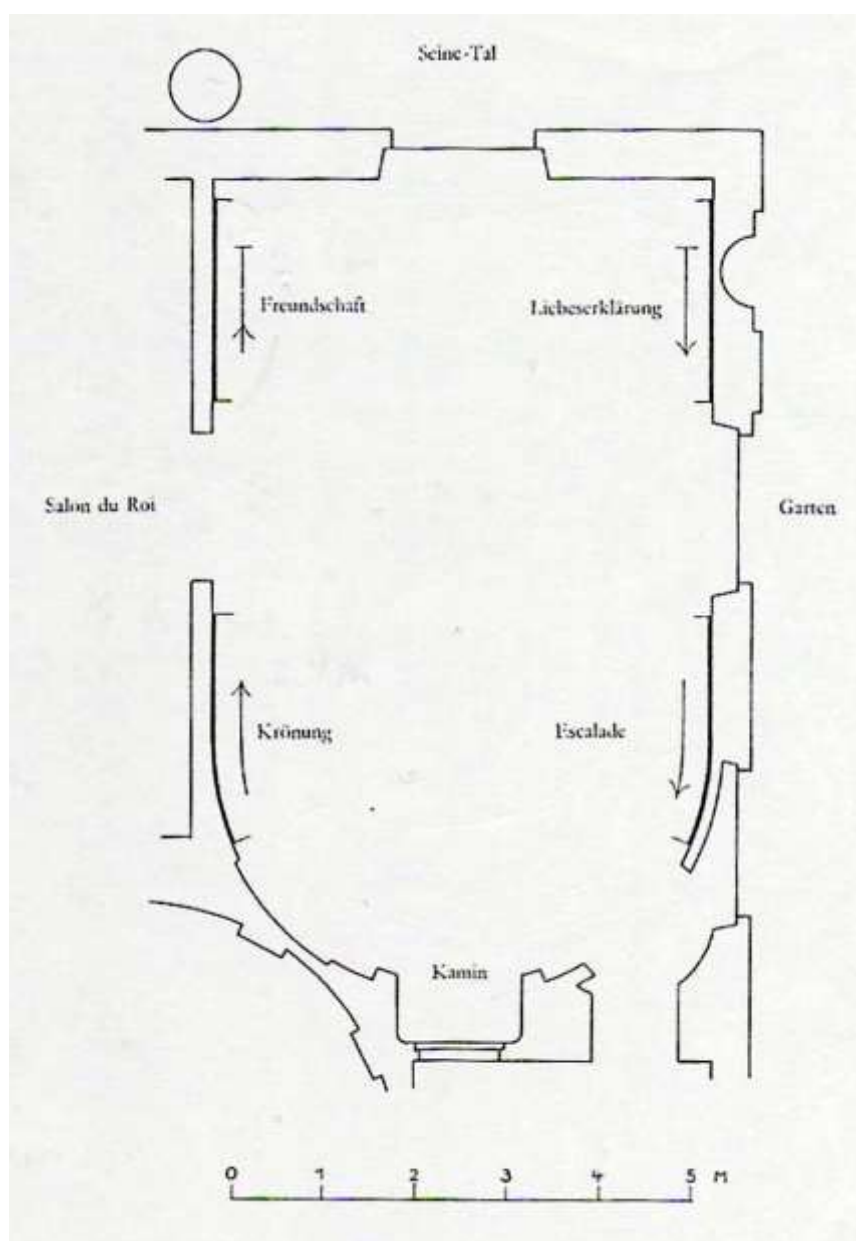 Seine-Tal
Freundschaft
Liebeserklärung
Salon du Roi
Garten
Krönung
Escalade
Kamin
0 1 2 3 4 5 M